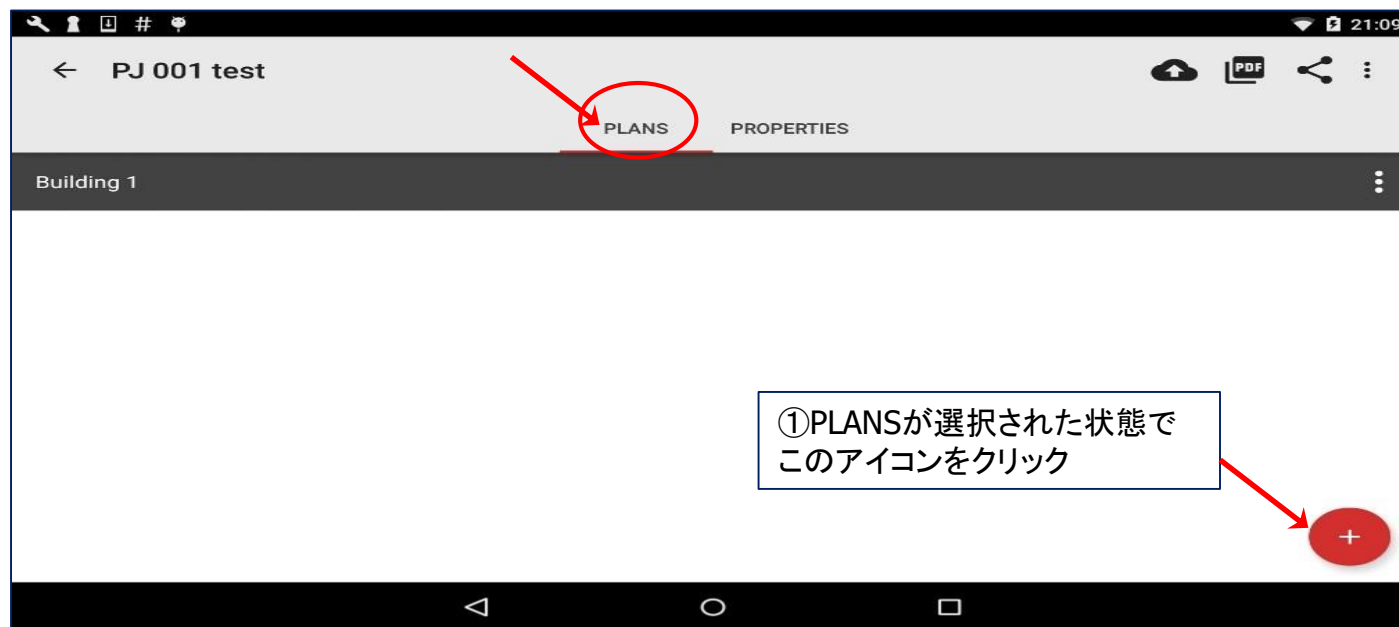 21:09
PJ 001 test
PDF
PLANS PROPERTIES
Building 1
①PLANSが選択された状態で
このアイコンをクリック